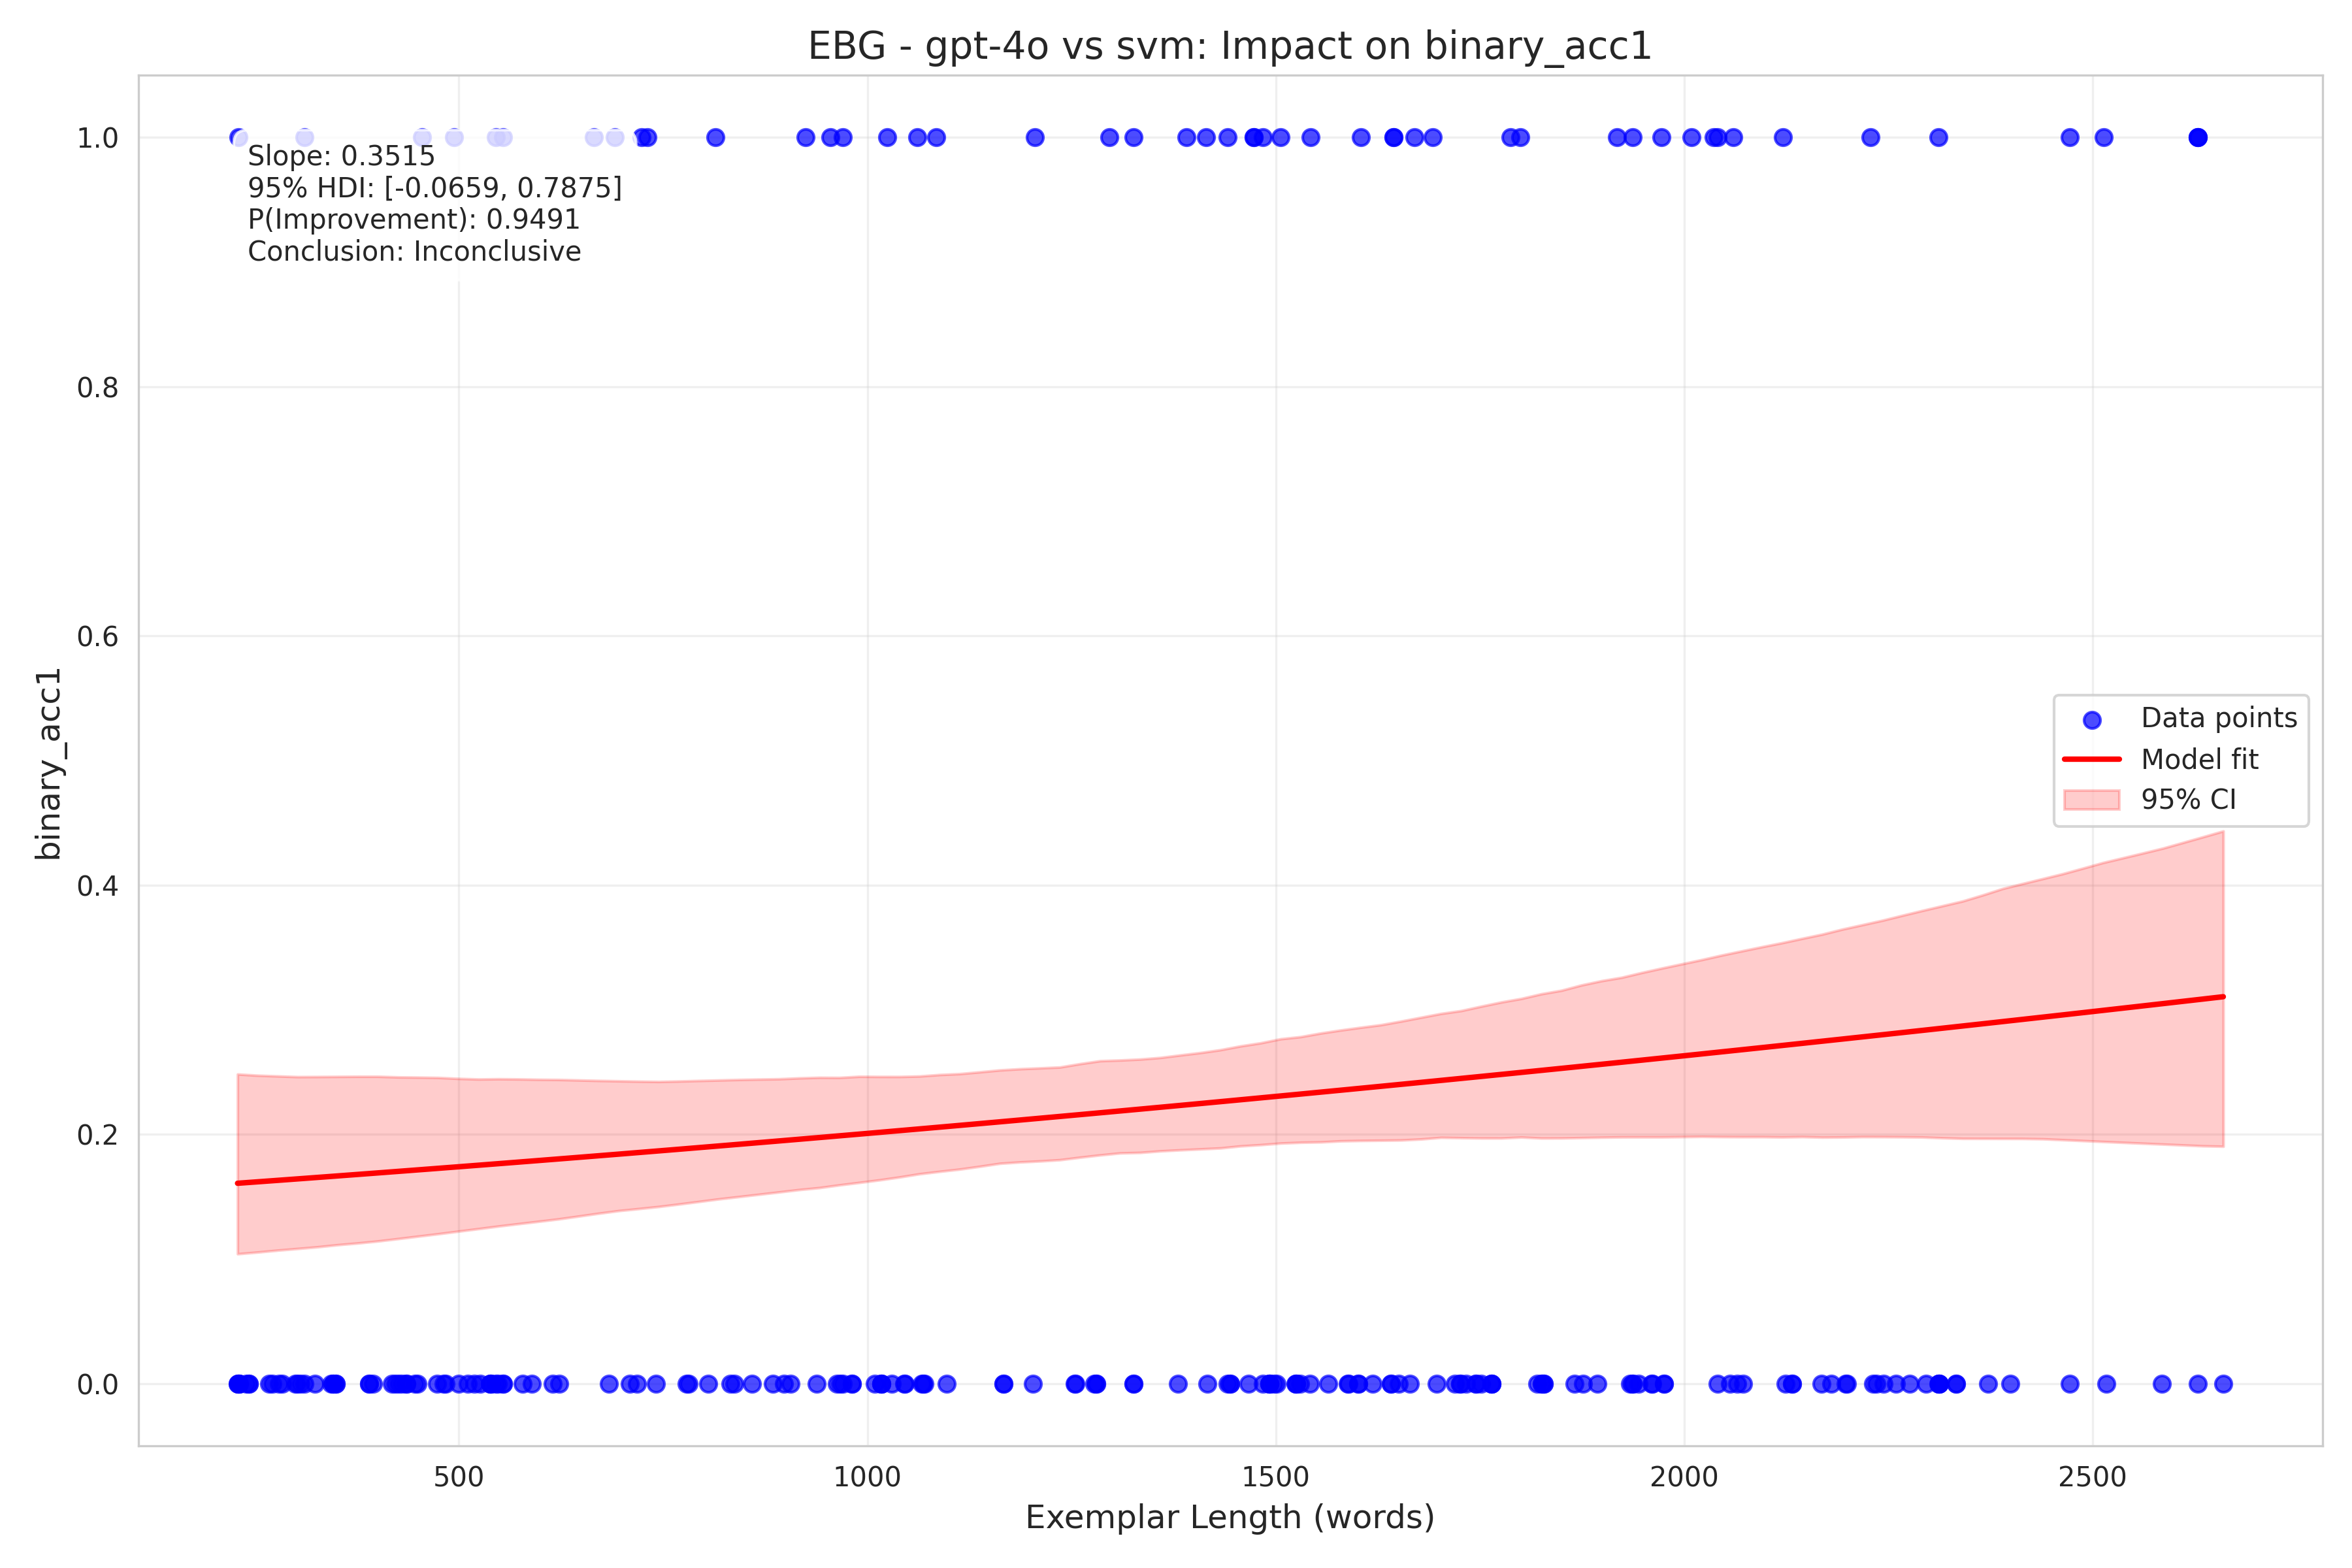 EBG - gpt-4o vs svm: Impact on binary_acc1
1.0
0.8
0.6
0.4
0.2
0.0
binary_acc1
Slope: 0.3515
95% HDI: [-0.0659, 0.7875]
P(Improvement): 0.9491
Conclusion: Inconclusive
Data points
Model fit
95% CI
500
1000
1500
2000
2500
Exemplar Length (words)